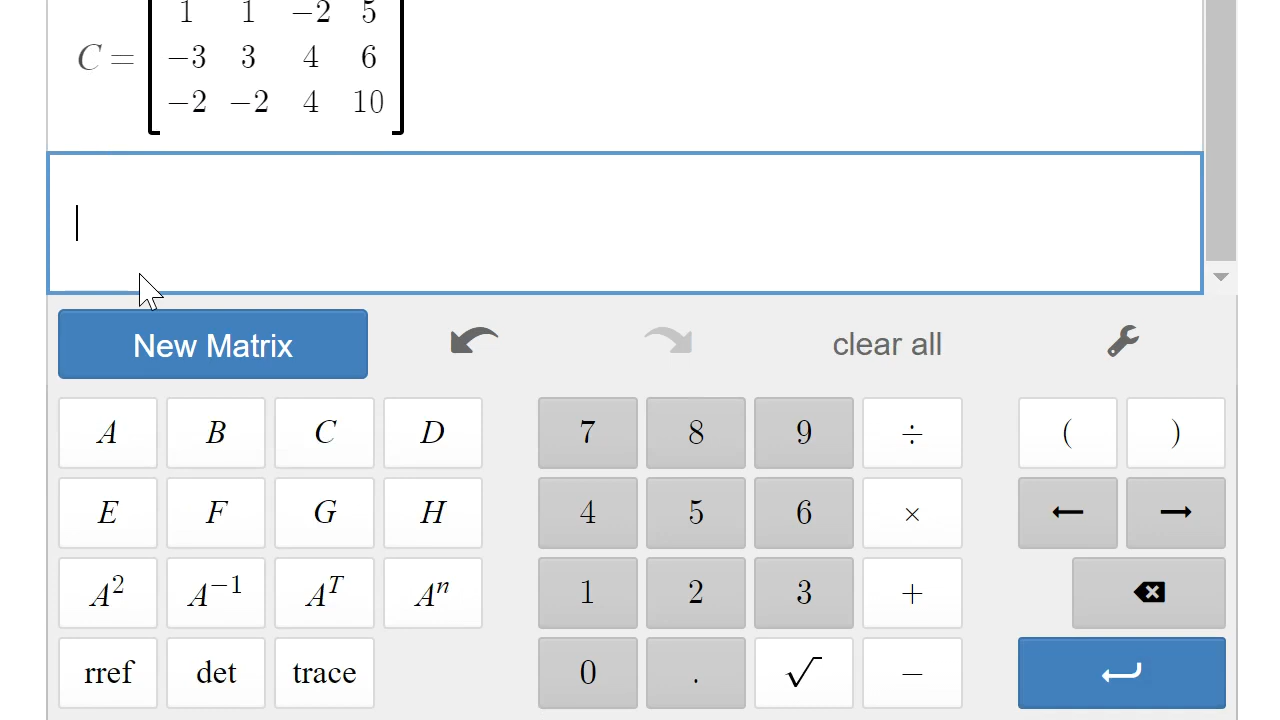 1 1 −2 5
C = −3 3 4 6
−2 −2 4 10
New Matrix clear all
A B C D 7 8 9 ÷ ( )
E F G H 4 5 6 × ← →
A² A⁻¹ Aᵀ Aⁿ 1 2 3 +
rref det trace 0 . √ −